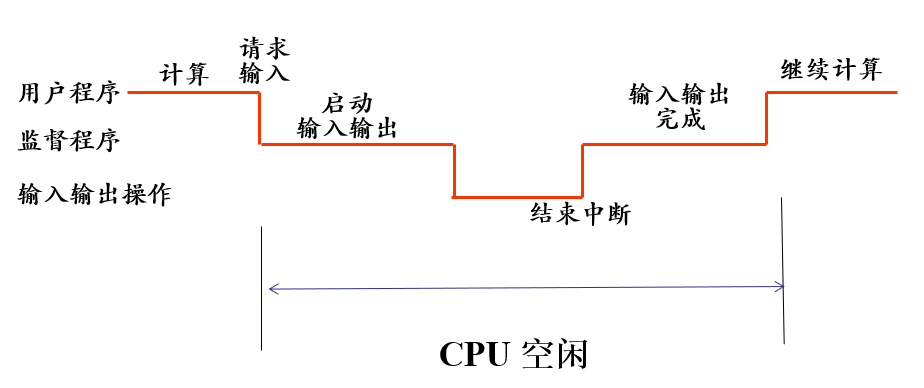 请求
输入
计算
继续计算
用户程序
启动
输入输出
输入输出
完成
监督程序
输入输出操作
结束中断
CPU 空闲